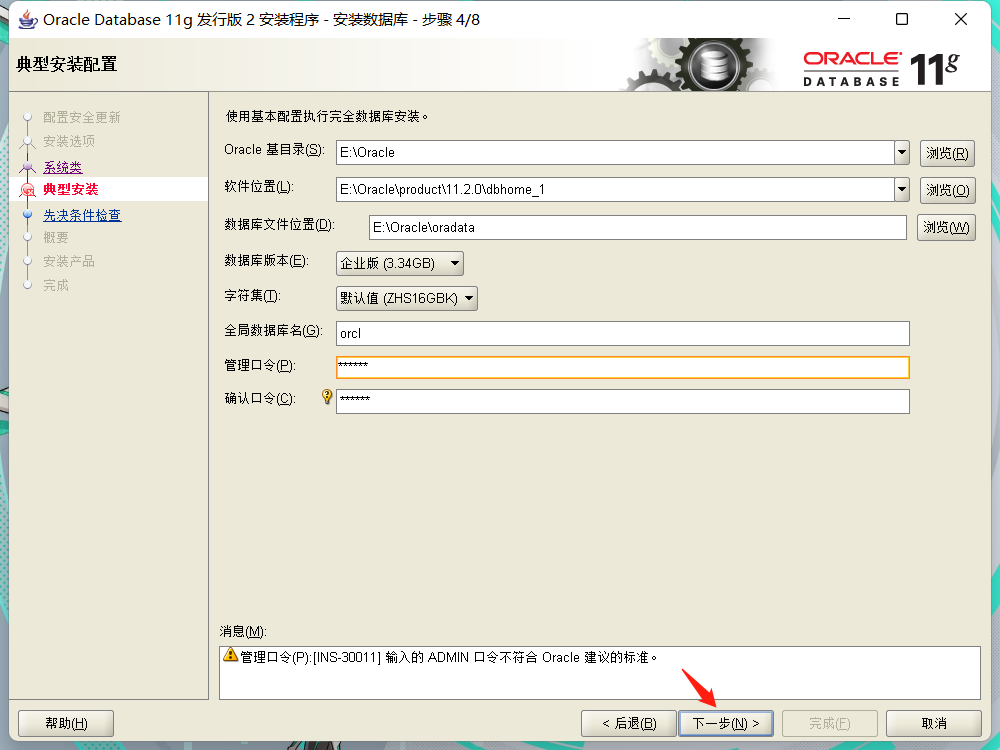 Oracle Database 11g 发行版 2 安装程序 - 安装数据库 - 步骤 4/8
典型安装配置
ORACLE 11g
DATABASE
配置安全更新
安装选项
系统类
典型安装
先决条件检查
概要
安装产品
完成
使用基本配置执行完全数据库安装。
Oracle 基目录(S): E:\Oracle 浏览(R)
软件位置(L): E:\Oracle\product\11.2.0\dbhome_1 浏览(O)
数据库文件位置(D): E:\Oracle\oradata 浏览(W)
数据库版本(E): 企业版 (3.34GB)
字符集(T): 默认值 (ZHS16GBK)
全局数据库名(G): orcl
管理口令(P): ******
确认口令(C): ******
消息(M):
管理口令(P):[INS-30011] 输入的 ADMIN 口令不符合 Oracle 建议的标准。
帮助(H) < 后退(B) 下一步(N) > 完成(F) 取消